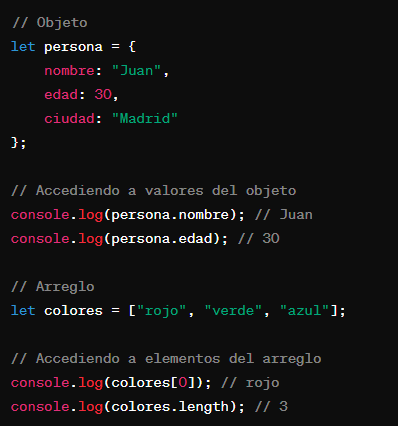 // Objeto
let persona = {
    nombre: "Juan",
    edad: 30,
    ciudad: "Madrid"
};

// Accediendo a valores del objeto
console.log(persona.nombre); // Juan
console.log(persona.edad); // 30

// Arreglo
let colores = ["rojo", "verde", "azul"];

// Accediendo a elementos del arreglo
console.log(colores[0]); // rojo
console.log(colores.length); // 3